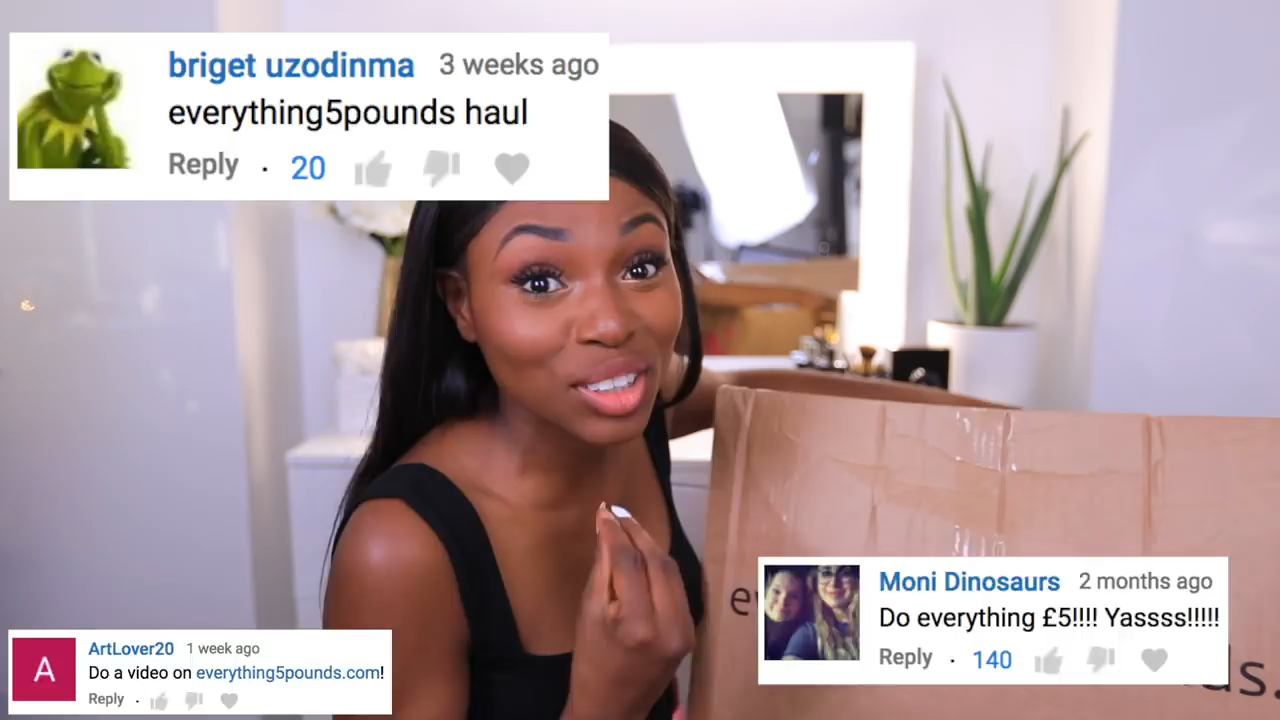 briget uzodinma 3 weeks ago
everything5pounds haul
Reply · 20
Moni Dinosaurs 2 months ago
Do everything £5!!!! Yassss!!!!!
Reply · 140
A
ArtLover20 1 week ago
Do a video on everything5pounds.com!
Reply ·